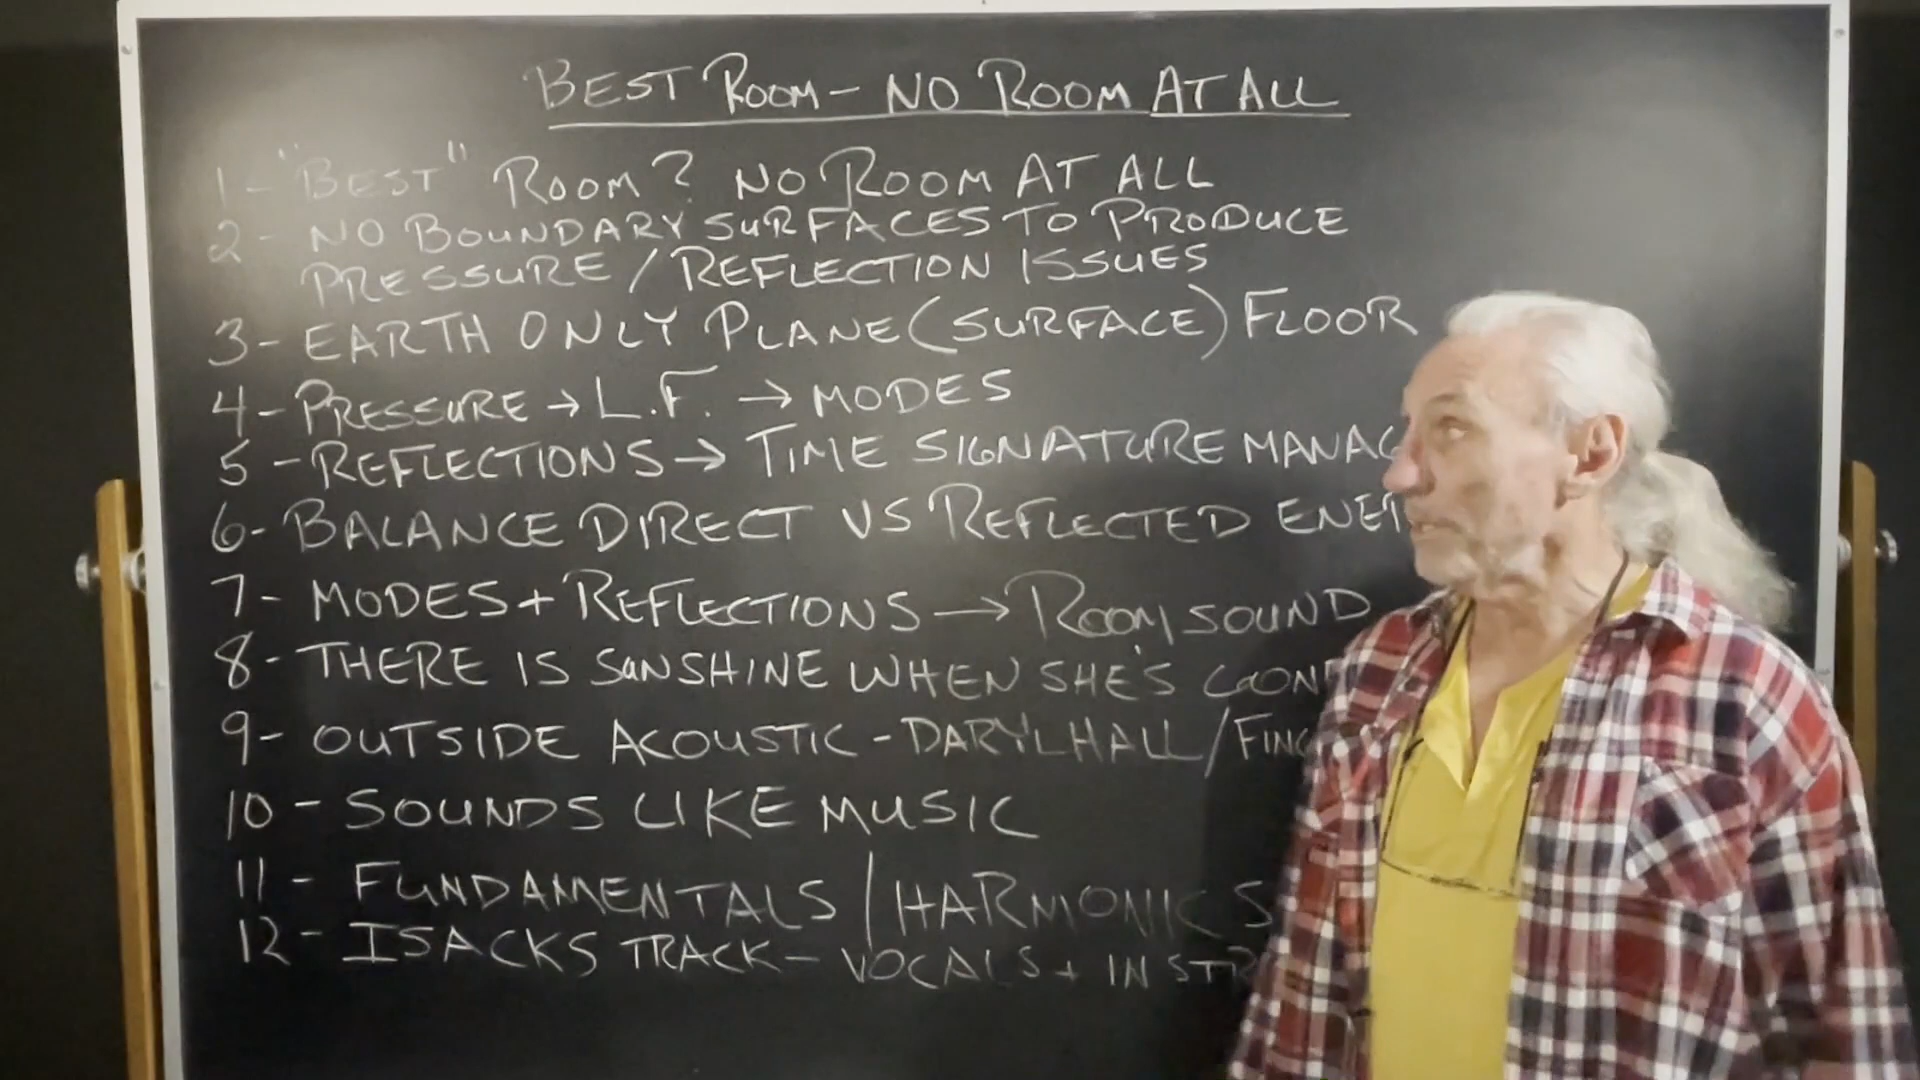 BEST ROOM - NO ROOM AT ALL
1 - "BEST" ROOM? NO ROOM AT ALL
2 - NO BOUNDARY SURFACES TO PRODUCE
PRESSURE / REFLECTION ISSUES
3 - EARTH ONLY PLANE (SURFACE) FLOOR
4 - PRESSURE → L.F. → MODES
5 - REFLECTIONS → TIME SIGNATURE
6 - BALANCE DIRECT VS REFLECTED
7 - MODES + REFLECTIONS → ROOM SOUND
8 - THERE IS SUNSHINE WHEN SHE'S
9 - OUTSIDE ACOUSTIC - DARYL HALL /
10 - SOUNDS LIKE MUSIC
11 - FUNDAMENTALS / HARMONICS
12 - ISACKS TRACK - VOCALS +